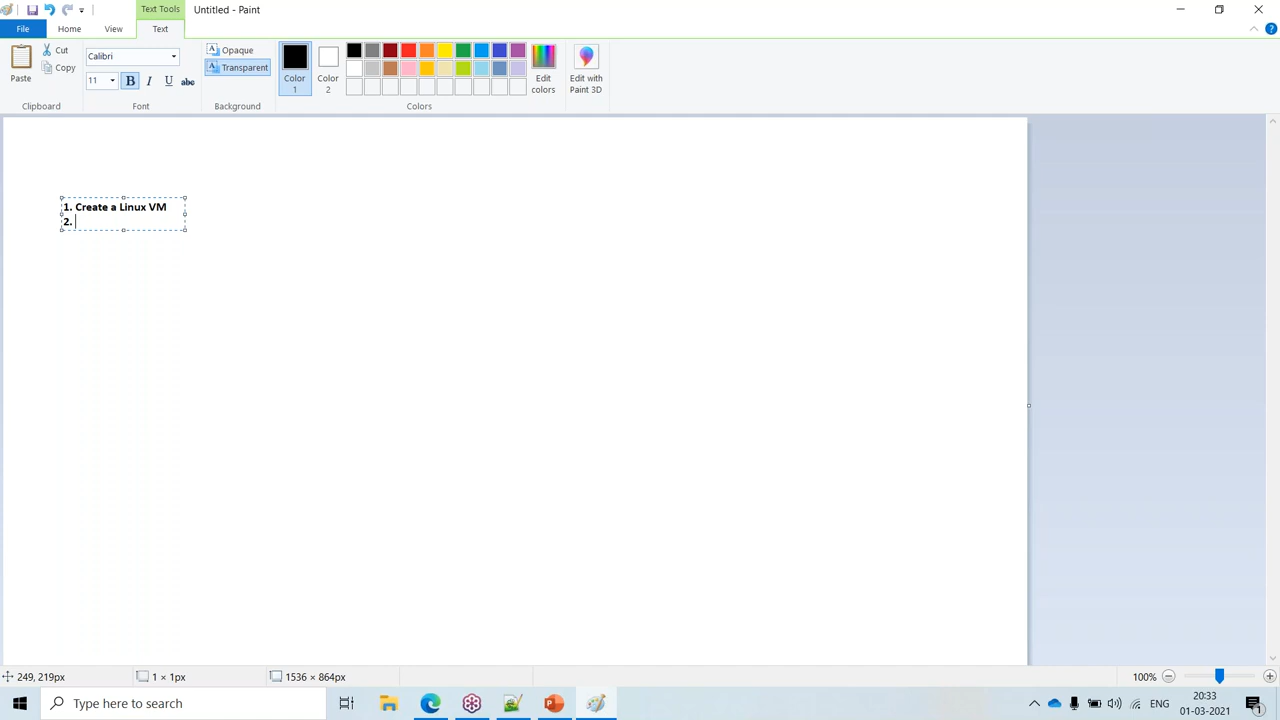 Text Tools
Untitled - Paint
File
Home
View
Text
Paste
Cut
Copy
Clipboard
Calibri
11
B I U abc
Font
Opaque
Transparent
Background
Color 1
Color 2
Edit colors
Colors
Edit with Paint 3D
1. Create a Linux VM
2.
249, 219px
1 × 1px
1536 × 864px
100%
Type here to search
ENG
20:33
01-03-2021
1